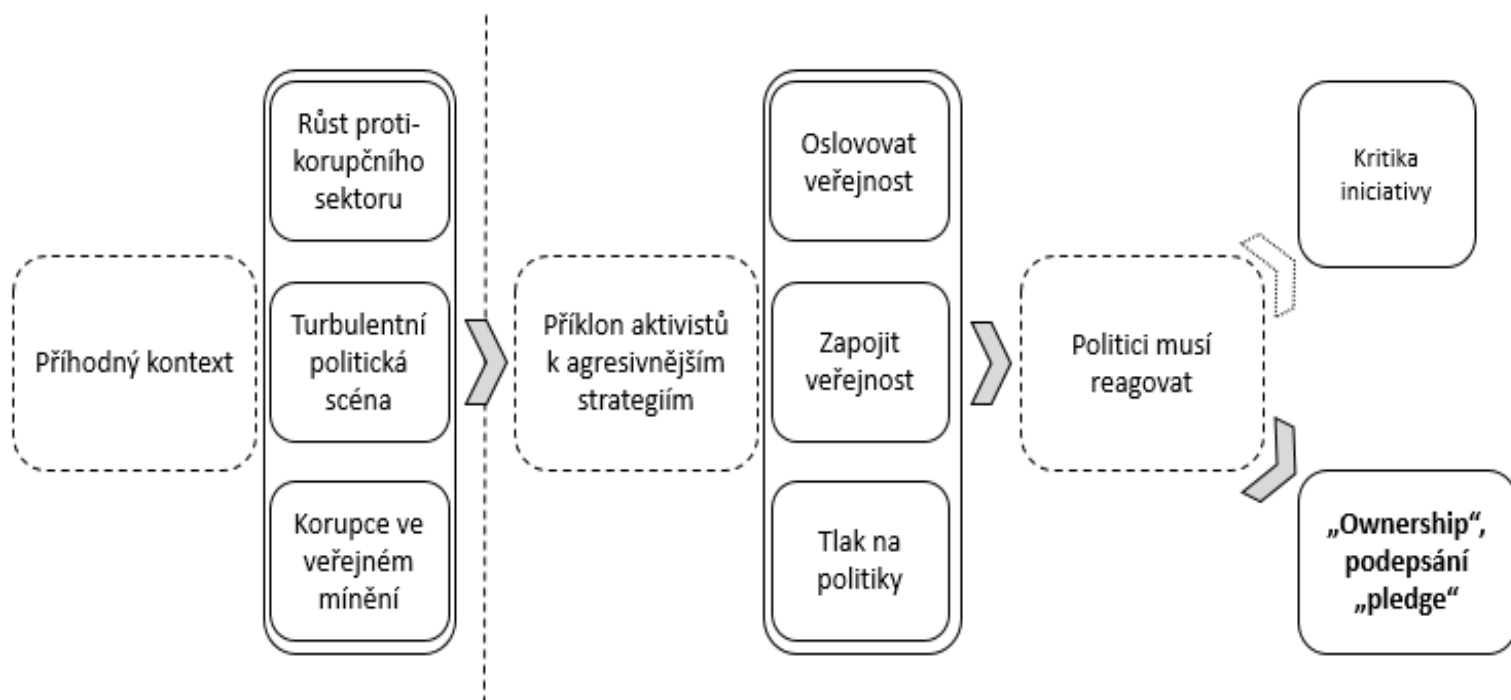 Příhodný kontext
Růst proti-
korupčního
sektoru
Turbulentní
politická
scéna
Korupce ve
veřejném
mínění
Příklon aktivistů
k agresivnějším
strategiím
Oslovovat
veřejnost
Zapojit
veřejnost
Tlak na
politiky
Politici musí
reagovat
Kritika
iniciativy
„Ownership“,
podepsání
„pledge“